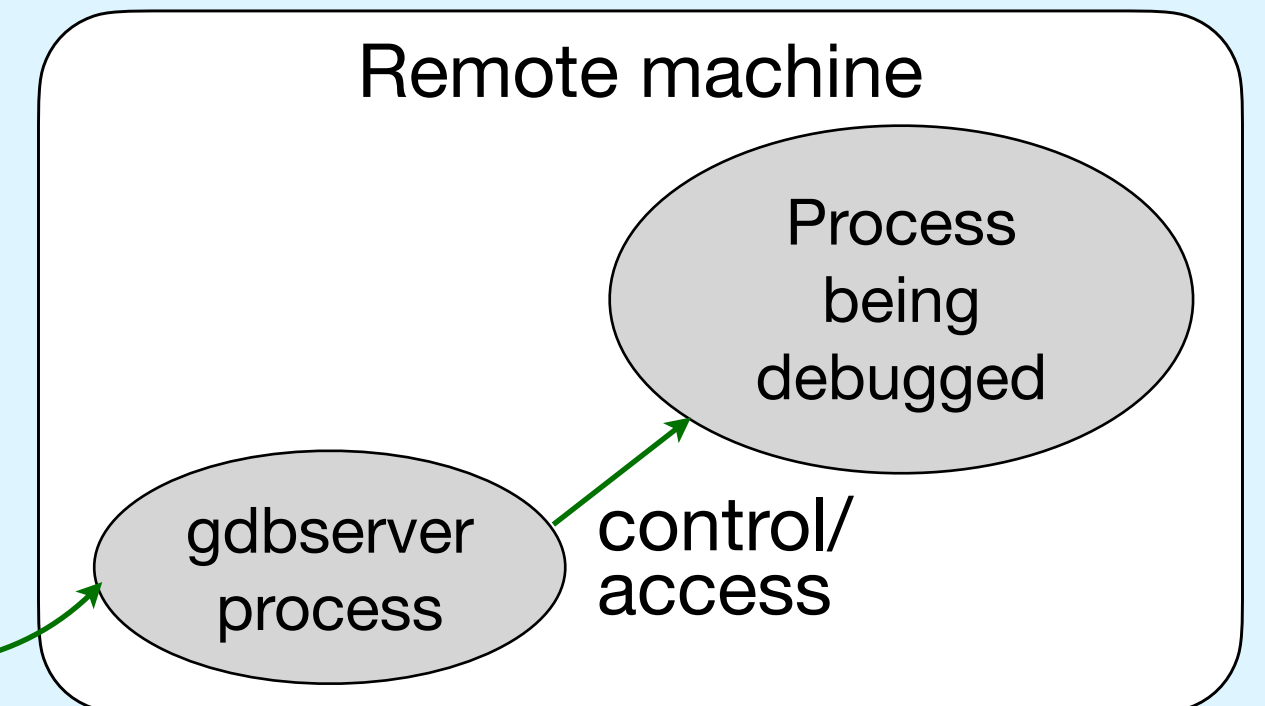 Remote machine
Process
being
debugged
gdbserver
process
control/
access